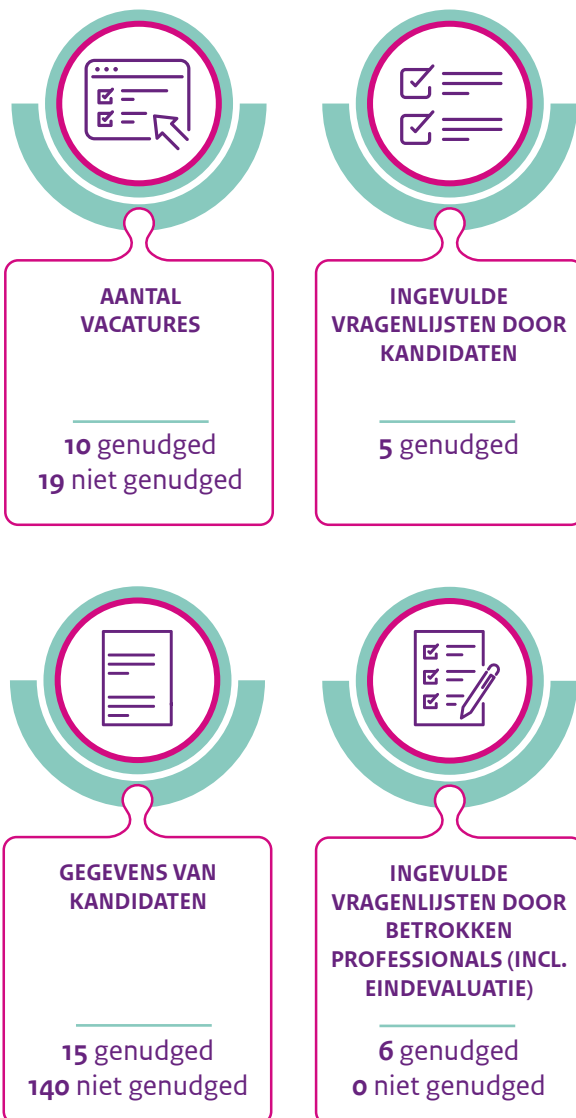 AANTAL
VACATURES
10 genudged
19 niet genudged
INGEVULDE
VRAGENLIJSTEN DOOR
KANDIDATEN
5 genudged
GEGEVENS VAN
KANDIDATEN
15 genudged
140 niet genudged
INGEVULDE
VRAGENLIJSTEN DOOR
BETROKKEN
PROFESSIONALS (INCL.
EINDEVALUATIE)
6 genudged
0 niet genudged